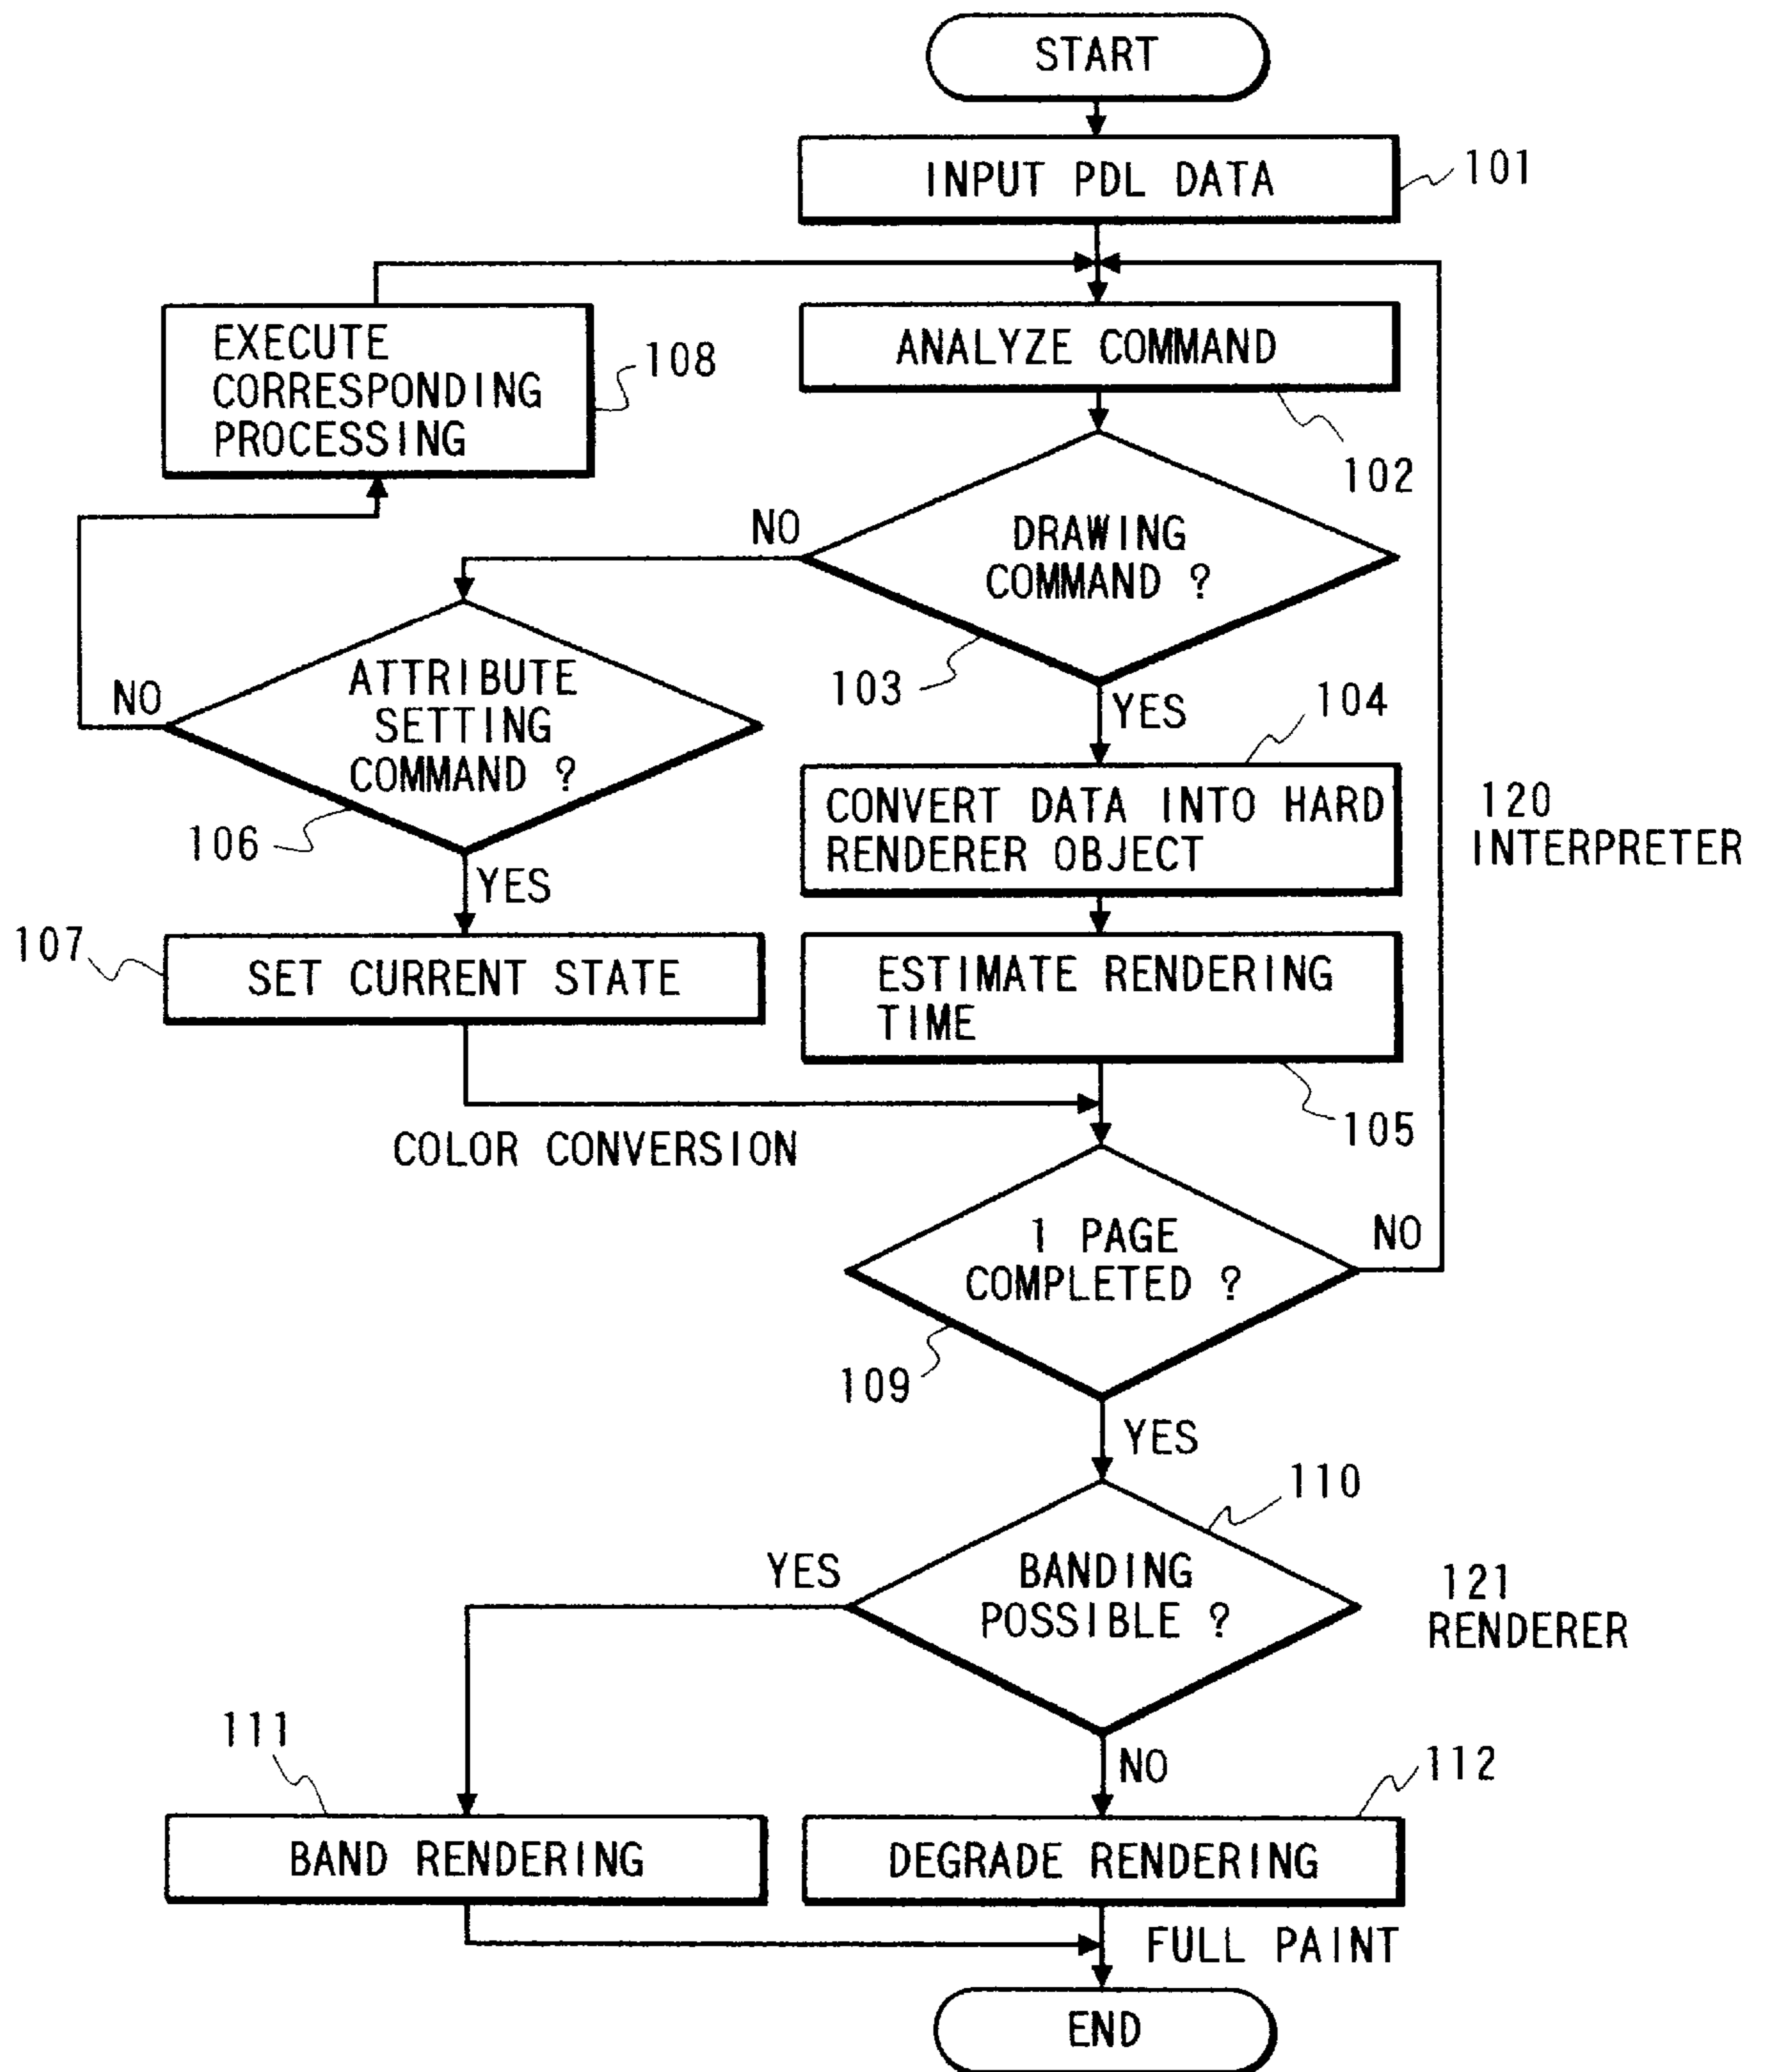 START
INPUT PDL DATA
101
EXECUTE
CORRESPONDING
PROCESSING
108
ANALYZE COMMAND
102
NO
DRAWING
COMMAND ?
103
YES
NO
ATTRIBUTE
SETTING
COMMAND ?
106
YES
104
CONVERT DATA INTO HARD
RENDERER OBJECT
120
INTERPRETER
107
SET CURRENT STATE
ESTIMATE RENDERING
TIME
105
COLOR CONVERSION
1 PAGE
COMPLETED ?
NO
109
YES
110
YES
BANDING
POSSIBLE ?
121
RENDERER
111
NO
112
BAND RENDERING
DEGRADE RENDERING
FULL PAINT
END